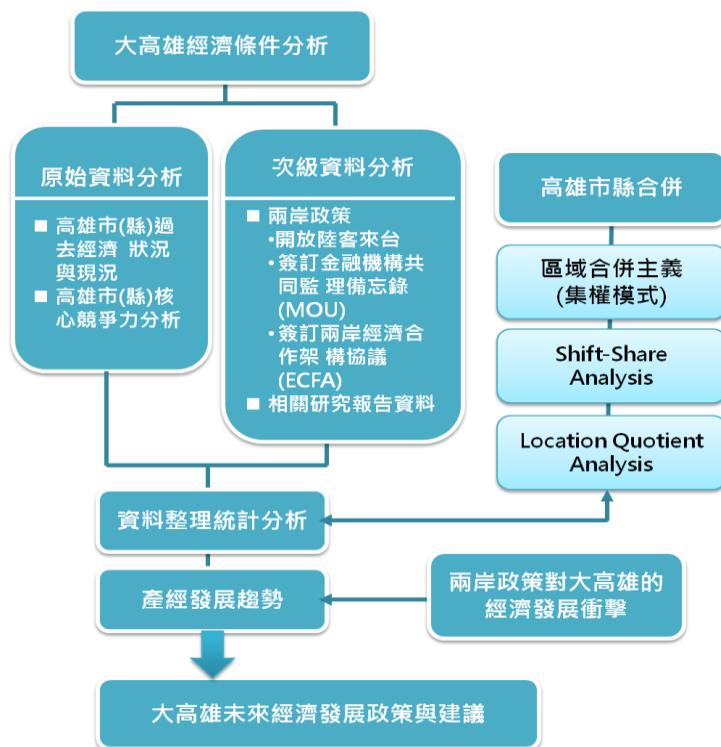 大高雄經濟條件分析
原始資料分析
■ 高雄市(縣)過
去經濟 狀況
與現況
■ 高雄市(縣)核
心競爭力分析
次級資料分析
■ 兩岸政策
•開放陸客來台
•簽訂金融機構共
同監 理備忘錄
(MOU)
•簽訂兩岸經濟合
作架 構協議
(ECFA)
■ 相關研究報告資料
高雄市縣合併
區域合併主義
(集權模式)
Shift-Share
Analysis
Location Quotient
Analysis
資料整理統計分析
產經發展趨勢
兩岸政策對大高雄的
經濟發展衝擊
大高雄未來經濟發展政策與建議